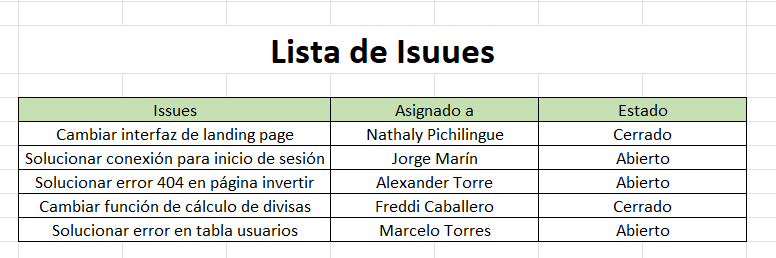 Lista de Isuues
Issues Asignado a Estado
Cambiar interfaz de landing page Nathaly Pichilingue Cerrado
Solucionar conexión para inicio de sesión Jorge Marín Abierto
Solucionar error 404 en página invertir Alexander Torre Abierto
Cambiar función de cálculo de divisas Freddi Caballero Cerrado
Solucionar error en tabla usuarios Marcelo Torres Abierto